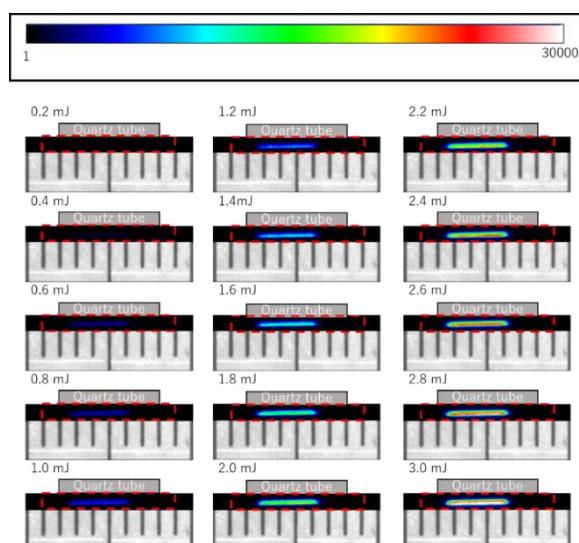 1 30000
0.2 mJ 1.2 mJ 2.2 mJ
Quartz tube Quartz tube Quartz tube
0.4 mJ 1.4mJ 2.4 mJ
Quartz tube Quartz tube Quartz tube
0.6 mJ 1.6 mJ 2.6 mJ
Quartz tube Quartz tube Quartz tube
0.8 mJ 1.8 mJ 2.8 mJ
Quartz tube Quartz tube Quartz tube
1.0 mJ 2.0 mJ 3.0 mJ
Quartz tube Quartz tube Quartz tube